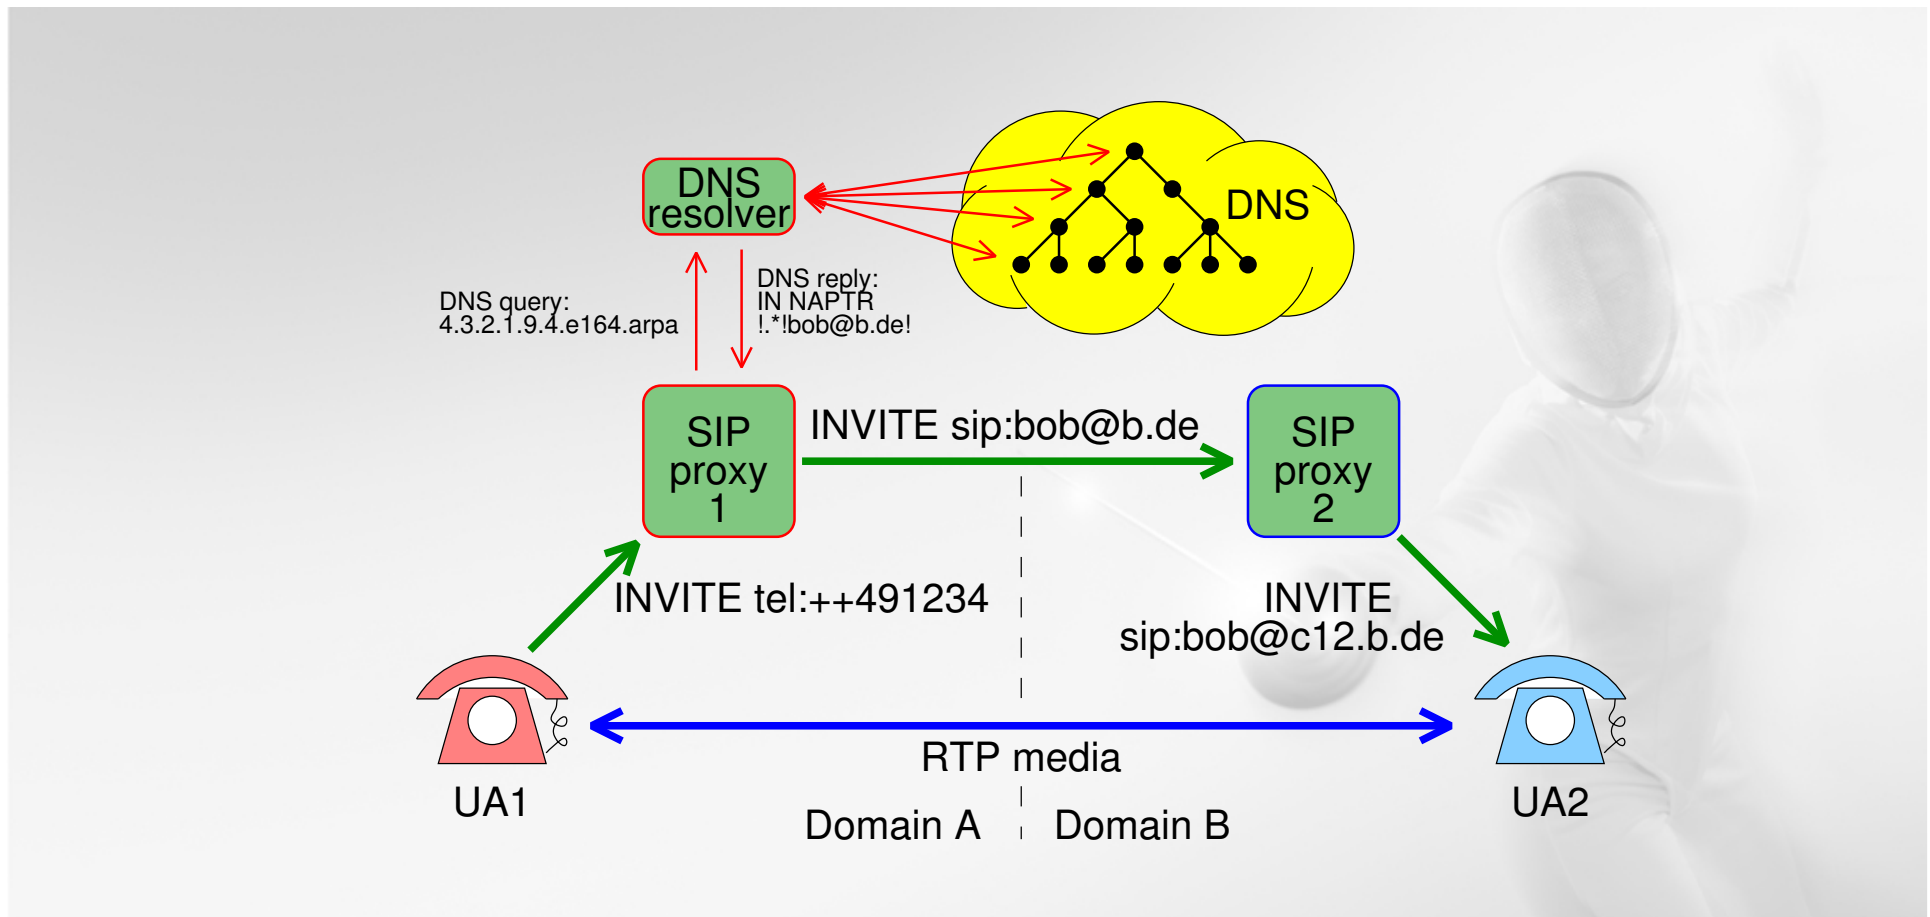 DNS
resolver
DNS
DNS query:
4.3.2.1.9.4.e164.arpa
DNS reply:
IN NAPTR
!.*!bob@b.de!
SIP
proxy
1
INVITE sip:bob@b.de
SIP
proxy
2
INVITE tel:++491234
INVITE
sip:bob@c12.b.de
RTP media
UA1
UA2
Domain A
Domain B